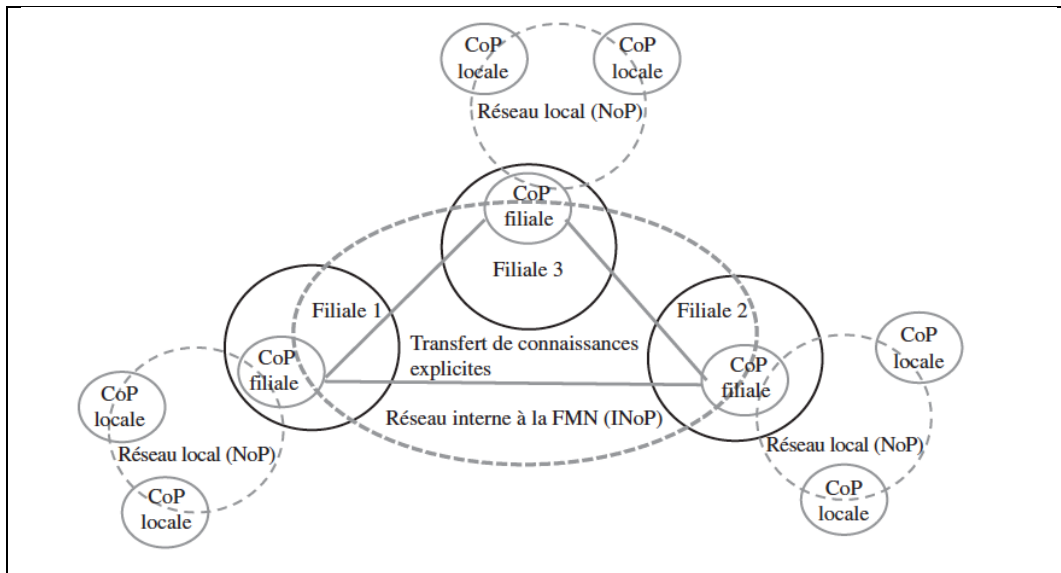 CoP
locale
CoP
locale
Réseau local (NoP)
CoP
filiale
Filiale 3
Filiale 1
Filiale 2
Transfert de connaissances
explicites
CoP
filiale
CoP
filiale
CoP
locale
Réseau interne à la FMN (INoP)
CoP
locale
Réseau local (NoP)
Réseau local (NoP)
CoP
locale
CoP
locale